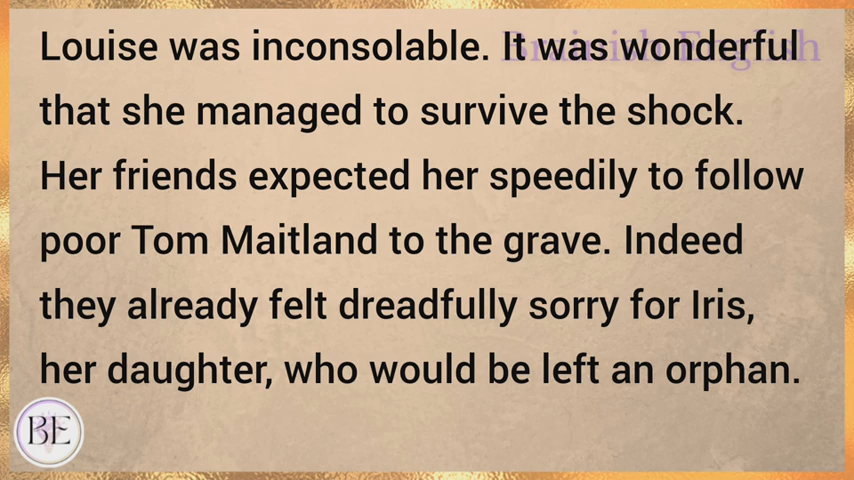 Brainish English
Louise was inconsolable. It was wonderful
that she managed to survive the shock.
Her friends expected her speedily to follow
poor Tom Maitland to the grave. Indeed
they already felt dreadfully sorry for Iris,
her daughter, who would be left an orphan.
BE